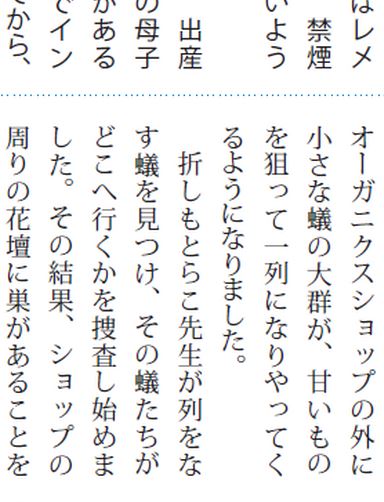 はレメ
禁煙
いよう
出産
の母子
がある
でイン
てから、
オーガニクスショップの外に
小さな蟻の大群が、甘いもの
を狙って一列になりやってく
るようになりました。
折しもとらこ先生が列をな
す蟻を見つけ、その蟻たちが
どこへ行くかを捜査し始めま
した。その結果、ショップの
周りの花壇に巣があることを